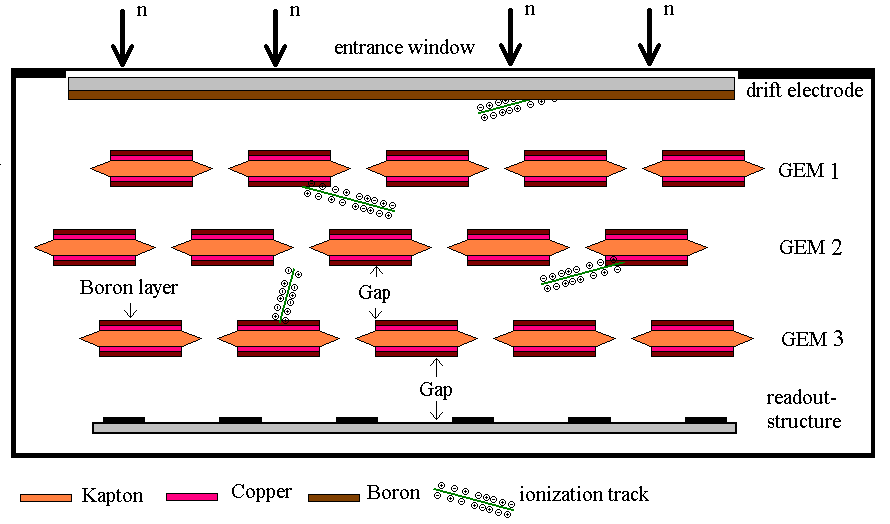 n n n n
entrance window
drift electrode
GEM 1
GEM 2
Boron layer
Gap
GEM 3
Gap
readout-
structure
Kapton Copper Boron ionization track